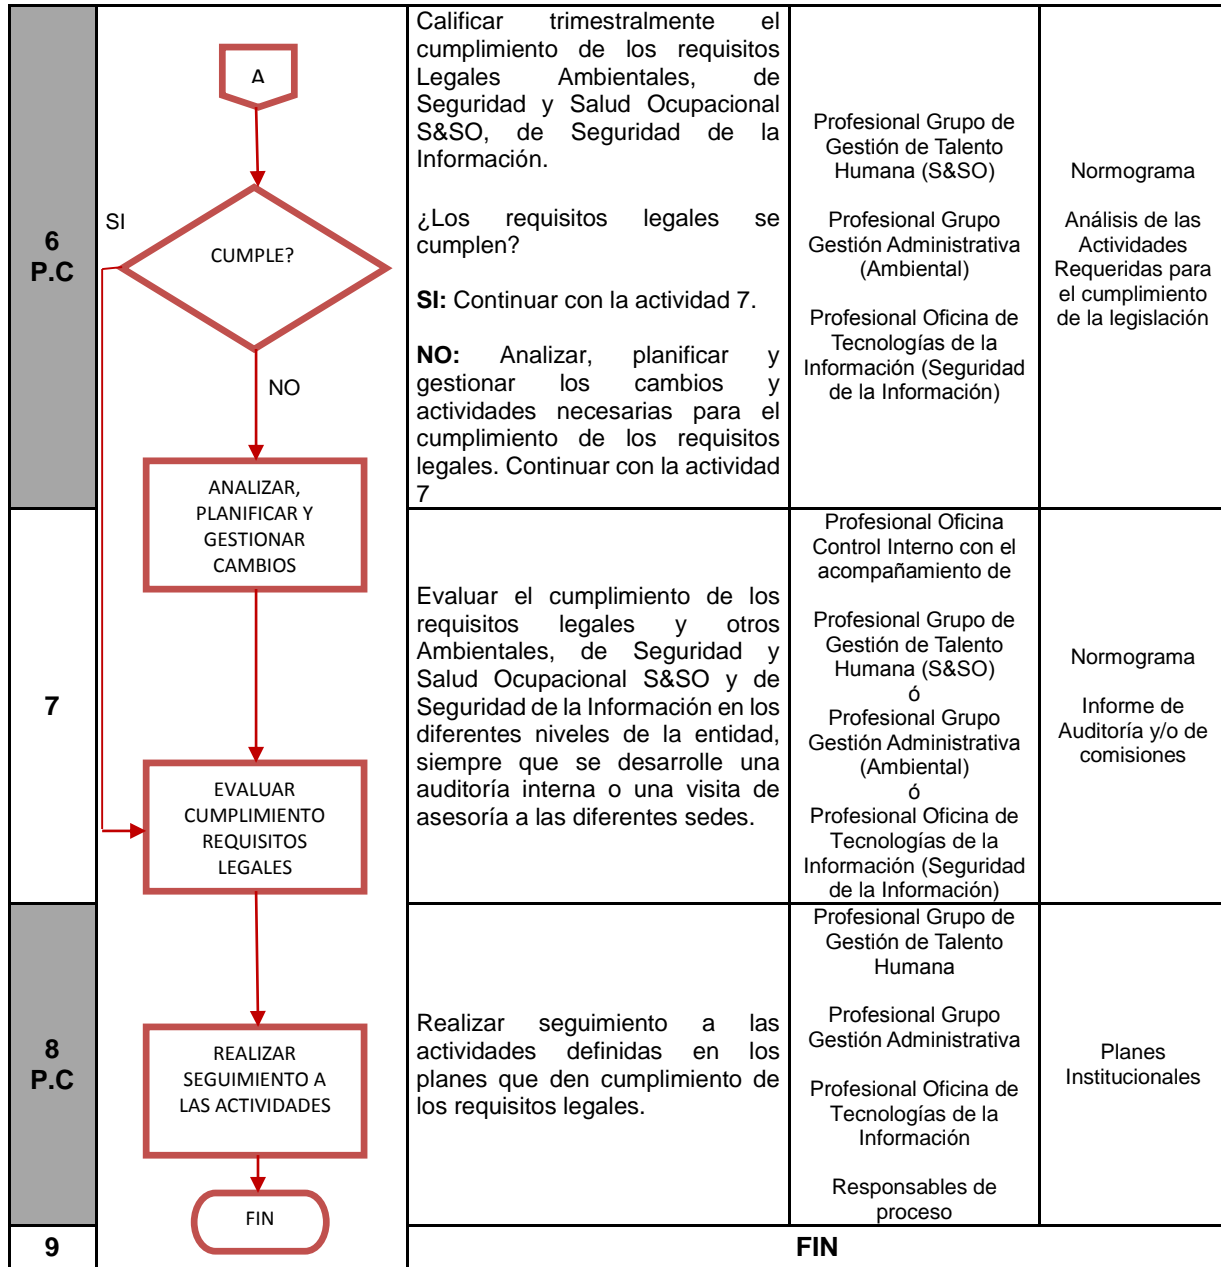 6
P.C
A
SI
CUMPLE?
NO
ANALIZAR,
PLANIFICAR Y
GESTIONAR
CAMBIOS
Calificar trimestralmente el
cumplimiento de los requisitos
Legales Ambientales, de
Seguridad y Salud Ocupacional
S&SO, de Seguridad de la
Información.
¿Los requisitos legales se
cumplen?
SI: Continuar con la actividad 7.
NO: Analizar, planificar y
gestionar los cambios y
actividades necesarias para el
cumplimiento de los requisitos
legales. Continuar con la actividad
7
Profesional Grupo de
Gestión de Talento
Humana (S&SO)
Profesional Grupo
Gestión Administrativa
(Ambiental)
Profesional Oficina de
Tecnologías de la
Información (Seguridad
de la Información)
Normograma
Análisis de las
Actividades
Requeridas para
el cumplimiento
de la legislación
7
EVALUAR
CUMPLIMIENTO
REQUISITOS
LEGALES
Evaluar el cumplimiento de los
requisitos legales y otros
Ambientales, de Seguridad y
Salud Ocupacional S&SO y de
Seguridad de la Información en los
diferentes niveles de la entidad,
siempre que se desarrolle una
auditoría interna o una visita de
asesoría a las diferentes sedes.
Profesional Oficina
Control Interno con el
acompañamiento de
Profesional Grupo de
Gestión de Talento
Humana (S&SO)
ó
Profesional Grupo
Gestión Administrativa
(Ambiental)
ó
Profesional Oficina de
Tecnologías de la
Información (Seguridad
de la Información)
Normograma
Informe de
Auditoría y/o de
comisiones
8
P.C
REALIZAR
SEGUIMIENTO A
LAS ACTIVIDADES
FIN
Realizar seguimiento a las
actividades definidas en los
planes que den cumplimiento de
los requisitos legales.
Profesional Grupo de
Gestión de Talento
Humana
Profesional Grupo
Gestión Administrativa
Profesional Oficina de
Tecnologías de la
Información
Responsables de
proceso
Planes
Institucionales
9
FIN